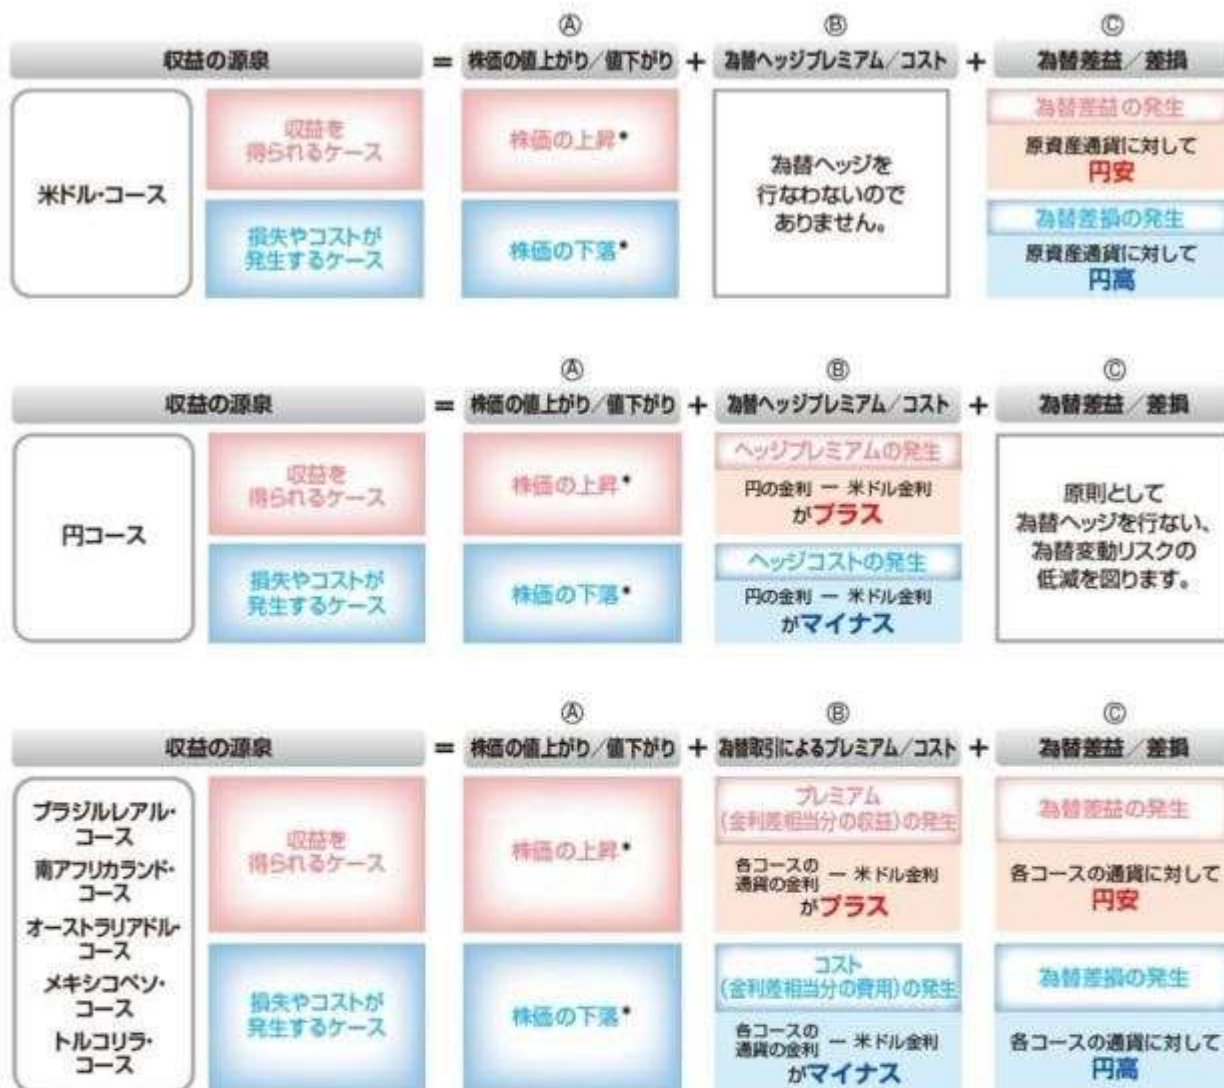 Ⓐ Ⓑ Ⓒ
収益の源泉 = 株価の値上がり/値下がり + 為替ヘッジプレミアム/コスト + 為替差益/差損
米ドル・コース
収益を
得られるケース
株価の上昇*
為替ヘッジを
行なわないので
ありません。
為替差益の発生
原資産通貨に対して
円安
損失やコストが
発生するケース
株価の下落*
為替差損の発生
原資産通貨に対して
円高
Ⓐ Ⓑ Ⓒ
収益の源泉 = 株価の値上がり/値下がり + 為替ヘッジプレミアム/コスト + 為替差益/差損
円コース
収益を
得られるケース
株価の上昇*
ヘッジプレミアムの発生
円の金利 ー 米ドル金利
がプラス
原則として
為替ヘッジを行ない、
為替変動リスクの
低減を図ります。
損失やコストが
発生するケース
株価の下落*
ヘッジコストの発生
円の金利 ー 米ドル金利
がマイナス
Ⓐ Ⓑ Ⓒ
収益の源泉 = 株価の値上がり/値下がり + 為替取引によるプレミアム/コスト + 為替差益/差損
ブラジルレアル・
コース
南アフリカランド・
コース
オーストラリアドル・
コース
メキシコペソ・
コース
トルコリラ・
コース
収益を
得られるケース
株価の上昇*
プレミアム
(金利差相当分の収益)の発生
各コースの
通貨の金利 ー 米ドル金利
がプラス
為替差益の発生
各コースの通貨に対して
円安
損失やコストが
発生するケース
株価の下落*
コスト
(金利差相当分の費用)の発生
各コースの
通貨の金利 ー 米ドル金利
がマイナス
為替差損の発生
各コースの通貨に対して
円高